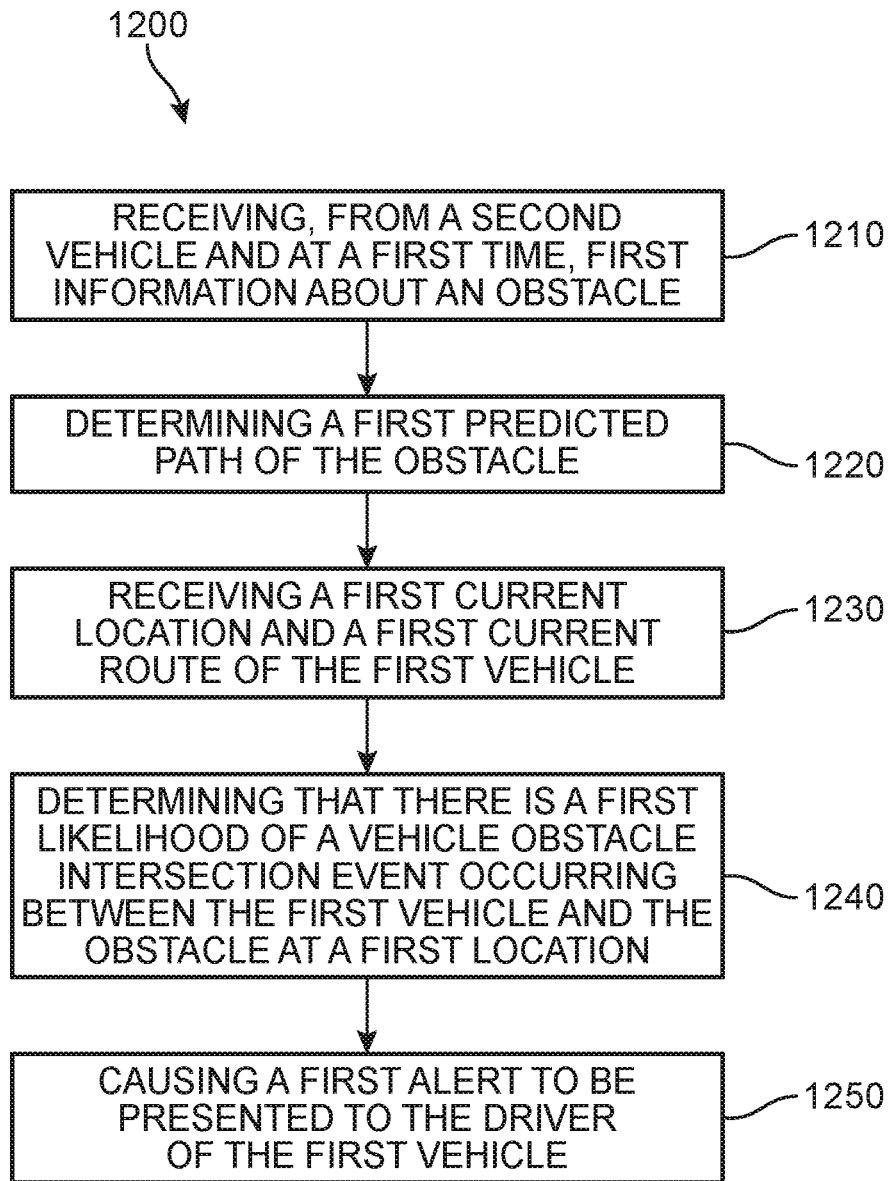 1200
RECEIVING, FROM A SECOND
VEHICLE AND AT A FIRST TIME, FIRST
INFORMATION ABOUT AN OBSTACLE
1210
DETERMINING A FIRST PREDICTED
PATH OF THE OBSTACLE
1220
RECEIVING A FIRST CURRENT
LOCATION AND A FIRST CURRENT
ROUTE OF THE FIRST VEHICLE
1230
DETERMINING THAT THERE IS A FIRST
LIKELIHOOD OF A VEHICLE OBSTACLE
INTERSECTION EVENT OCCURRING
BETWEEN THE FIRST VEHICLE AND THE
OBSTACLE AT A FIRST LOCATION
1240
CAUSING A FIRST ALERT TO BE
PRESENTED TO THE DRIVER
OF THE FIRST VEHICLE
1250